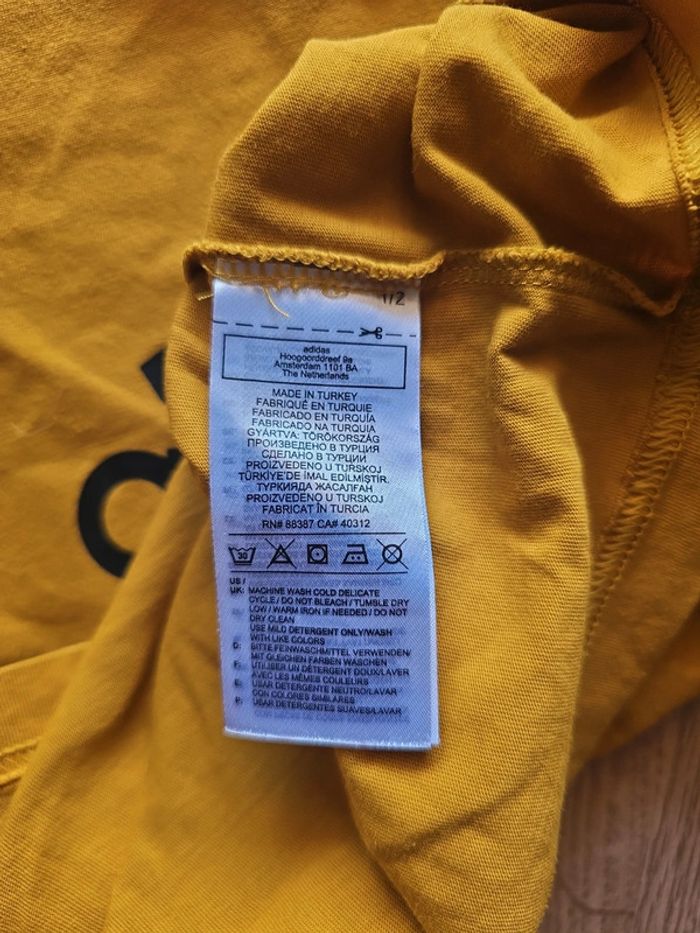 1/2
adidas
Hoogoorddreef 9a
Amsterdam 1101 BA
The Netherlands
MADE IN TURKEY
FABRIQUÉ EN TURQUIE
FABRICADO EN TURQUÍA
FABRICADO NA TURQUIA
GYÁRTVA: TÖRÖKORSZÁG
ПРОИЗВЕДЕНО В ТУРЦИЯ
СДЕЛАНО В ТУРЦИИ
PROIZVEDENO U TURSKOJ
TÜRKİYE'DE İMAL EDİLMİŞTİR.
ТҮРКИЯДА ЖАСАЛҒАН
PROIZVEDENO U TURSKOJ
FABRICAT ÎN TURCIA
RN# 88387 CA# 40312
30
US /
UK: MACHINE WASH COLD DELICATE
CYCLE / DO NOT BLEACH / TUMBLE DRY
LOW / WARM IRON IF NEEDED / DO NOT
DRY CLEAN
USE MILD DETERGENT ONLY/WASH
WITH LIKE COLORS
D: BITTE FEINWASCHMITTEL VERWENDEN/
MIT GLEICHEN FARBEN WASCHEN
F: UTILISER UN DÉTERGENT DOUX/LAVER
AVEC LES MÊMES COULEURS
E: USAR DETERGENTE NEUTRO/LAVAR
CON COLORES SIMILARES
P: USAR DETERGENTES SUAVES/LAVAR